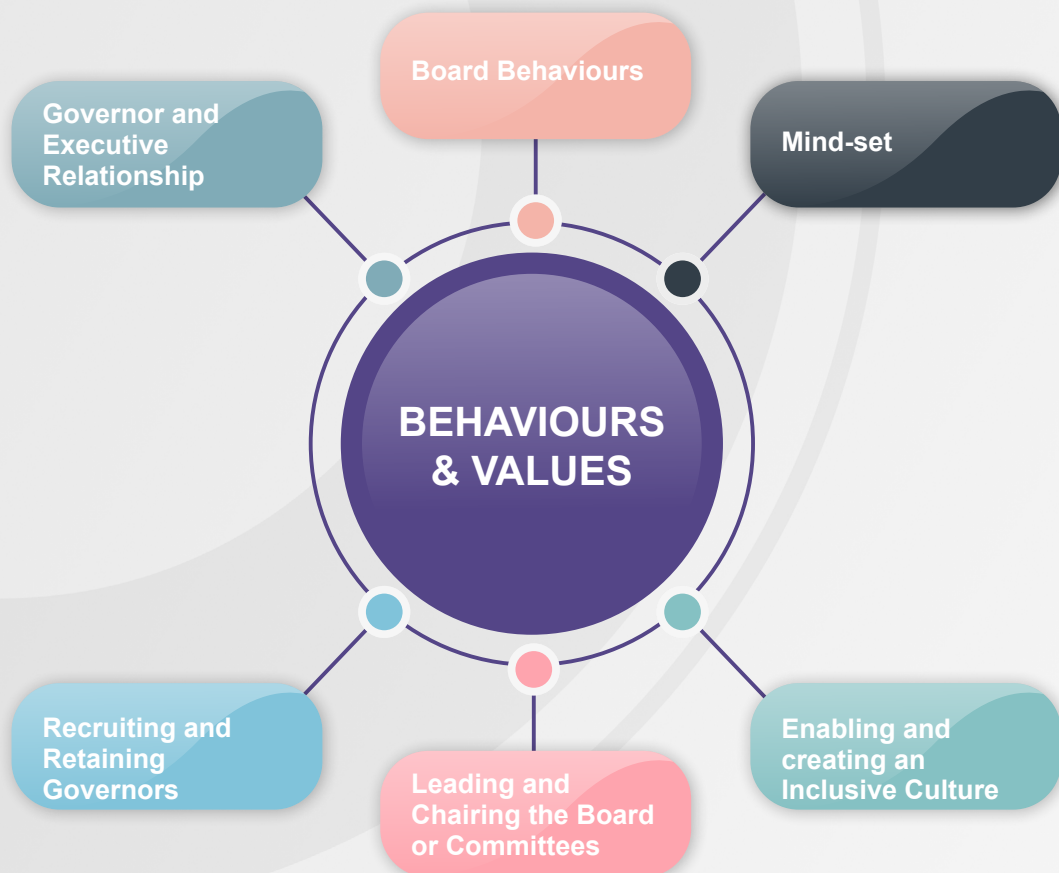 Board Behaviours
Governor and
Executive
Relationship
Mind-set
BEHAVIOURS
& VALUES
Recruiting and
Retaining
Governors
Leading and
Chairing the Board
or Committees
Enabling and
creating an
Inclusive Culture